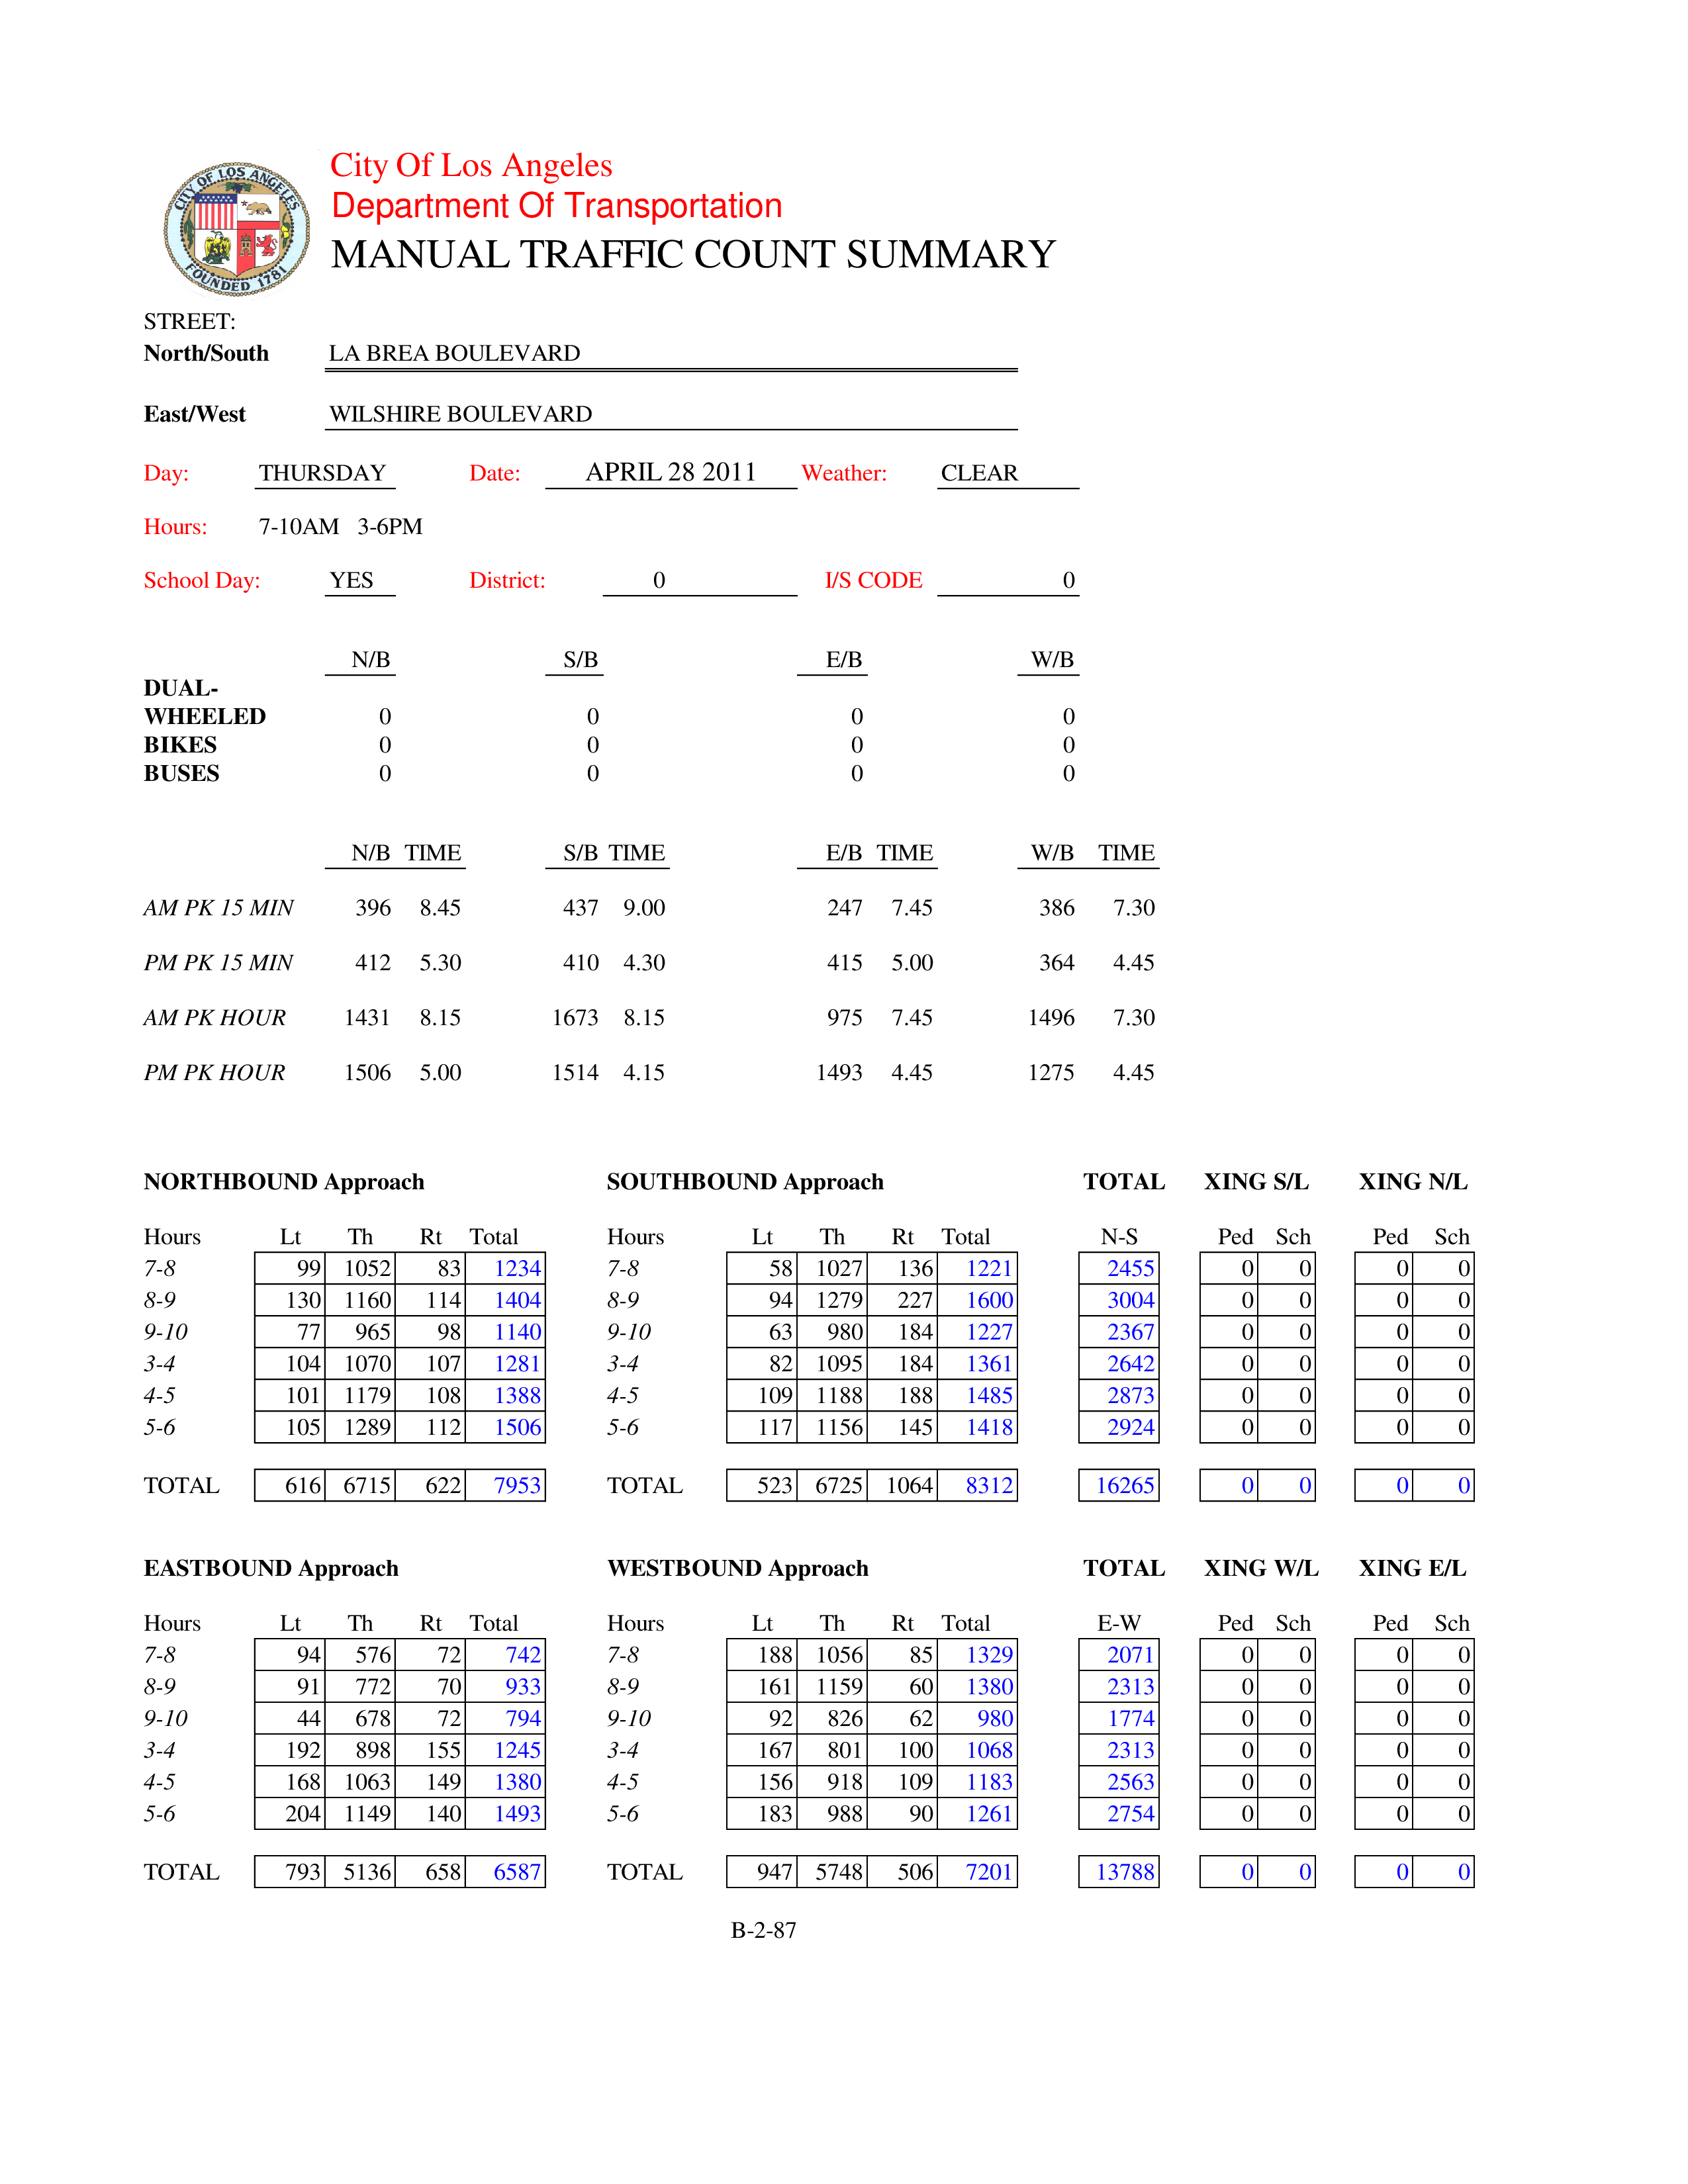 CITY OF LOS ANGELES
FOUNDED 1781
City Of Los Angeles
Department Of Transportation
MANUAL TRAFFIC COUNT SUMMARY
STREET:
North/South LA BREA BOULEVARD
East/West WILSHIRE BOULEVARD
Day: THURSDAY Date: APRIL 28 2011 Weather: CLEAR
Hours: 7-10AM 3-6PM
School Day: YES District: 0 I/S CODE 0
N/B S/B E/B W/B
DUAL-
WHEELED 0 0 0 0
BIKES 0 0 0 0
BUSES 0 0 0 0
N/B TIME S/B TIME E/B TIME W/B TIME
AM PK 15 MIN 396 8.45 437 9.00 247 7.45 386 7.30
PM PK 15 MIN 412 5.30 410 4.30 415 5.00 364 4.45
AM PK HOUR 1431 8.15 1673 8.15 975 7.45 1496 7.30
PM PK HOUR 1506 5.00 1514 4.15 1493 4.45 1275 4.45
NORTHBOUND Approach SOUTHBOUND Approach TOTAL XING S/L XING N/L
Hours Lt Th Rt Total Hours Lt Th Rt Total N-S Ped Sch Ped Sch
7-8 99 1052 83 1234 7-8 58 1027 136 1221 2455 0 0 0 0
8-9 130 1160 114 1404 8-9 94 1279 227 1600 3004 0 0 0 0
9-10 77 965 98 1140 9-10 63 980 184 1227 2367 0 0 0 0
3-4 104 1070 107 1281 3-4 82 1095 184 1361 2642 0 0 0 0
4-5 101 1179 108 1388 4-5 109 1188 188 1485 2873 0 0 0 0
5-6 105 1289 112 1506 5-6 117 1156 145 1418 2924 0 0 0 0
TOTAL 616 6715 622 7953 TOTAL 523 6725 1064 8312 16265 0 0 0 0
EASTBOUND Approach WESTBOUND Approach TOTAL XING W/L XING E/L
Hours Lt Th Rt Total Hours Lt Th Rt Total E-W Ped Sch Ped Sch
7-8 94 576 72 742 7-8 188 1056 85 1329 2071 0 0 0 0
8-9 91 772 70 933 8-9 161 1159 60 1380 2313 0 0 0 0
9-10 44 678 72 794 9-10 92 826 62 980 1774 0 0 0 0
3-4 192 898 155 1245 3-4 167 801 100 1068 2313 0 0 0 0
4-5 168 1063 149 1380 4-5 156 918 109 1183 2563 0 0 0 0
5-6 204 1149 140 1493 5-6 183 988 90 1261 2754 0 0 0 0
TOTAL 793 5136 658 6587 TOTAL 947 5748 506 7201 13788 0 0 0 0
B-2-87